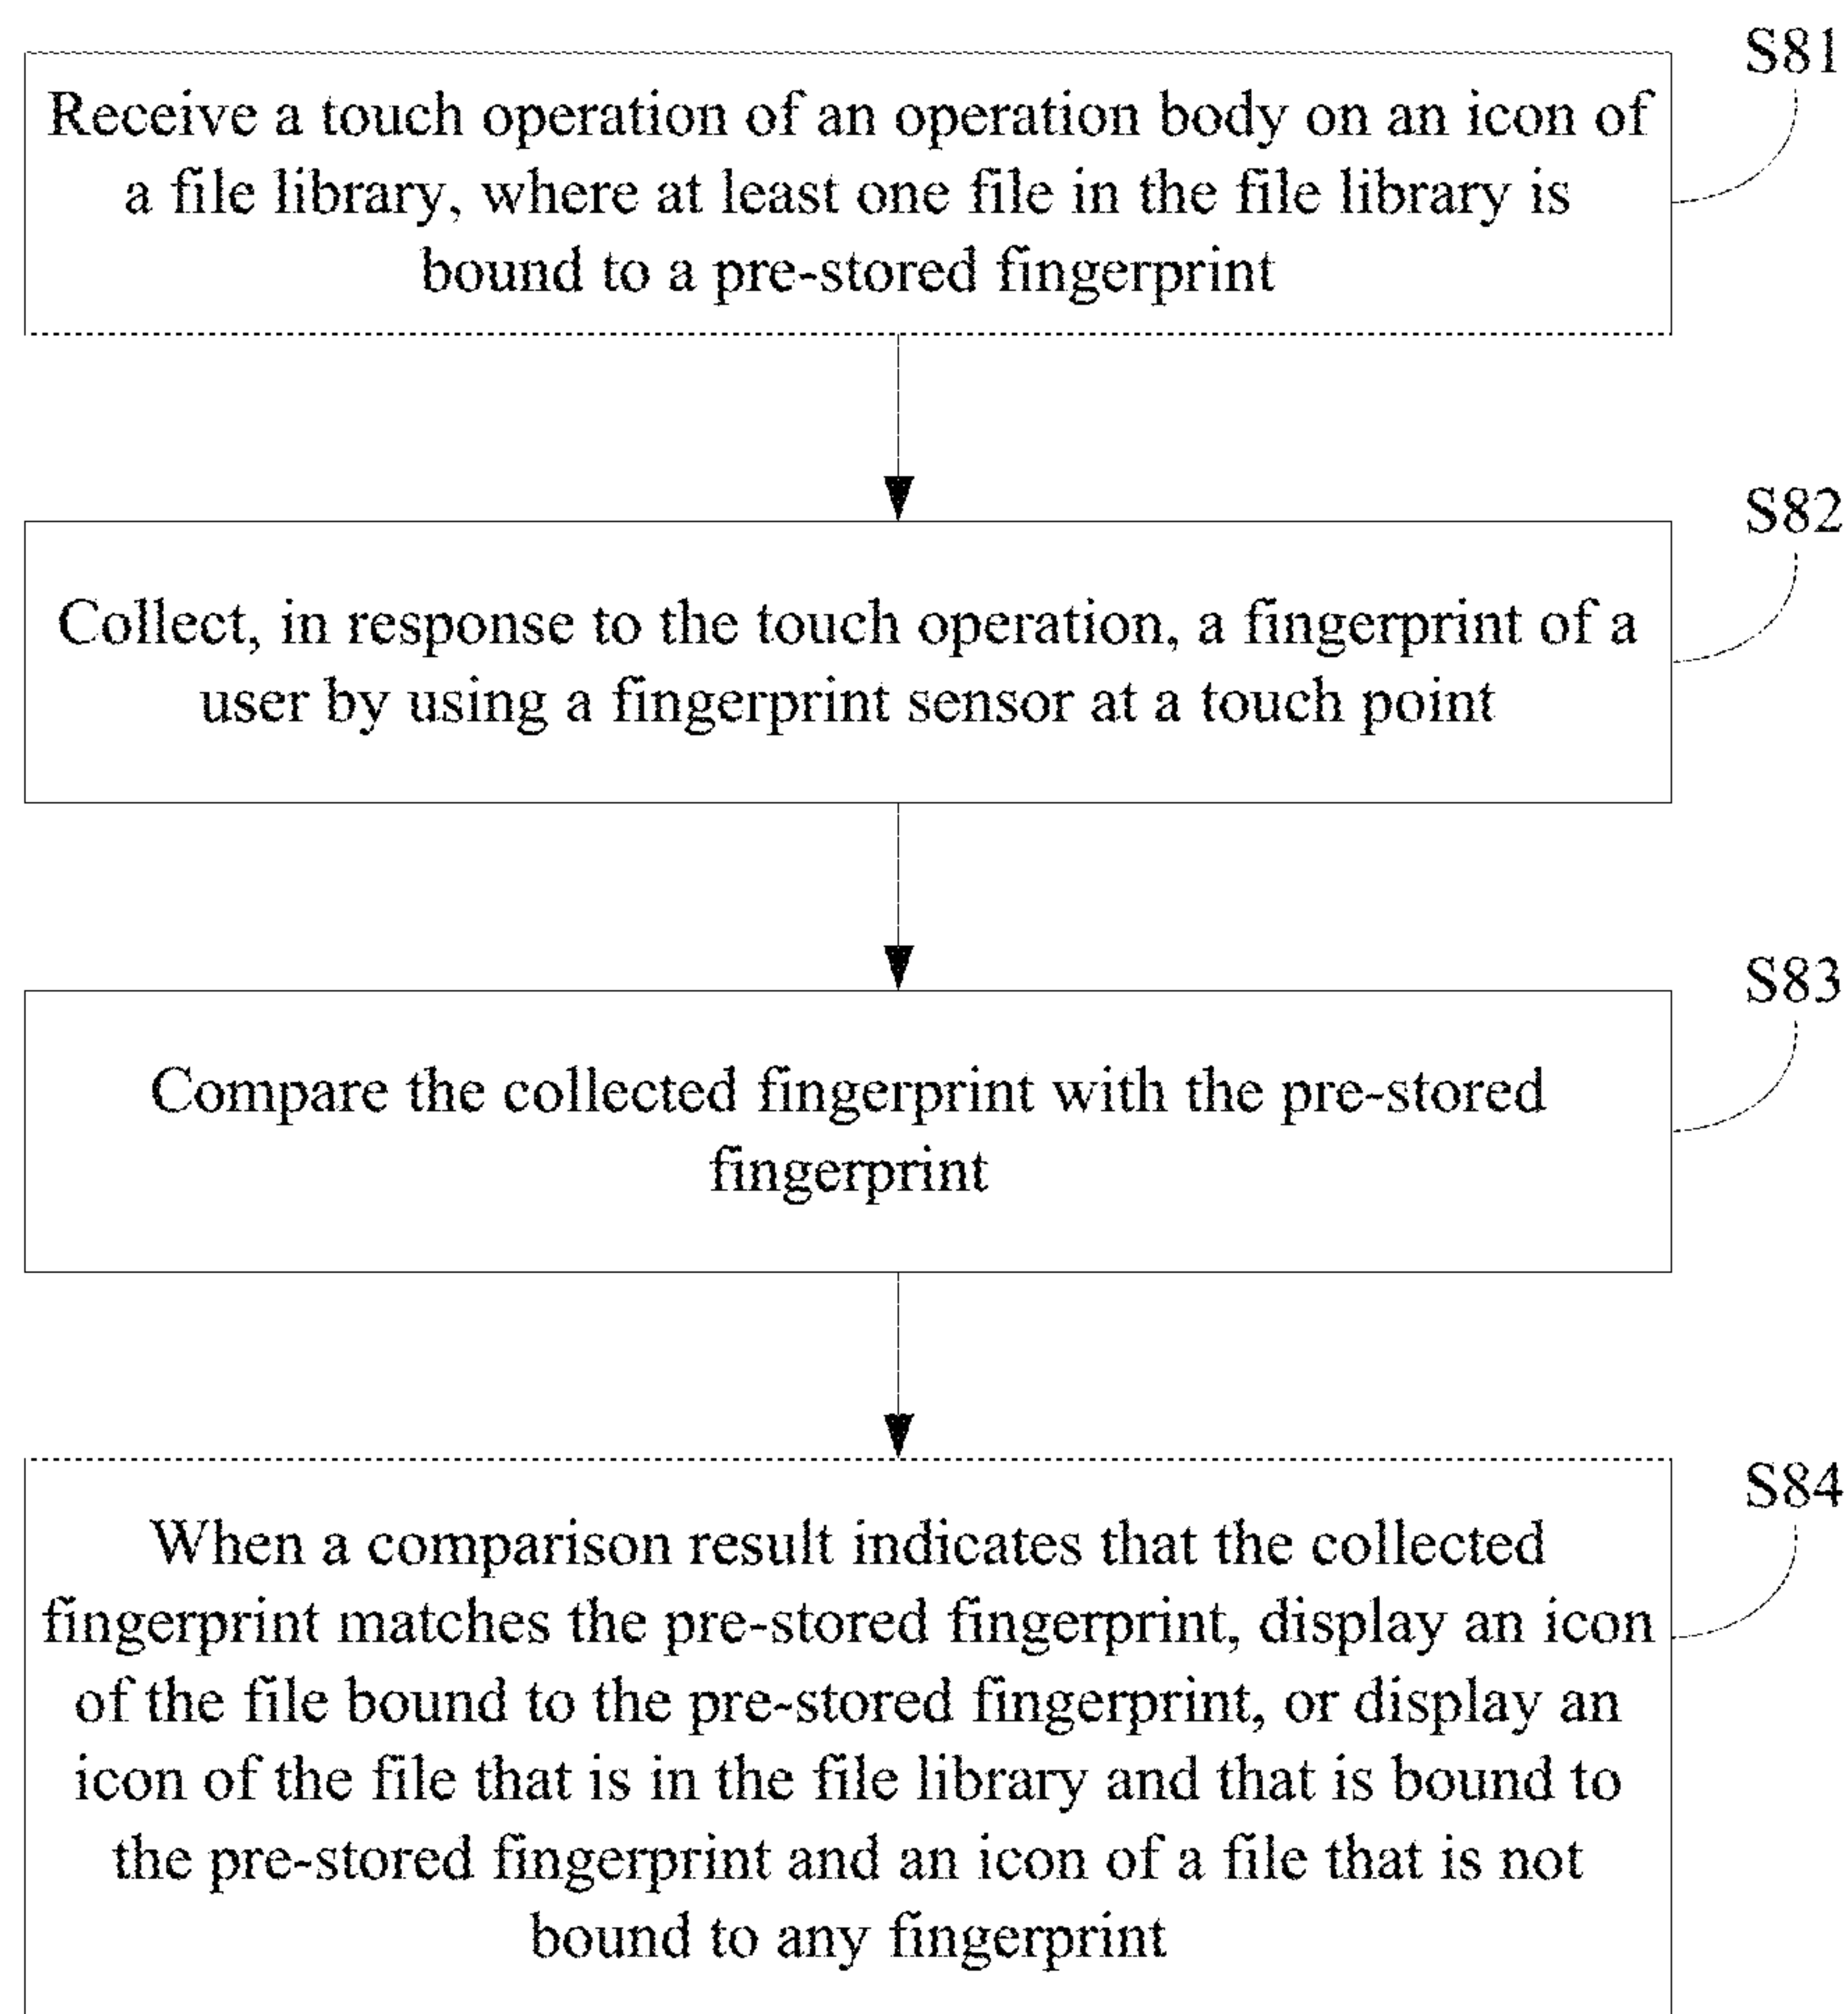 S81
Receive a touch operation of an operation body on an icon of
a file library, where at least one file in the file library is
bound to a pre-stored fingerprint
S82
Collect, in response to the touch operation, a fingerprint of a
user by using a fingerprint sensor at a touch point
S83
Compare the collected fingerprint with the pre-stored
fingerprint
S84
When a comparison result indicates that the collected
fingerprint matches the pre-stored fingerprint, display an icon
of the file bound to the pre-stored fingerprint, or display an
icon of the file that is in the file library and that is bound to
the pre-stored fingerprint and an icon of a file that is not
bound to any fingerprint